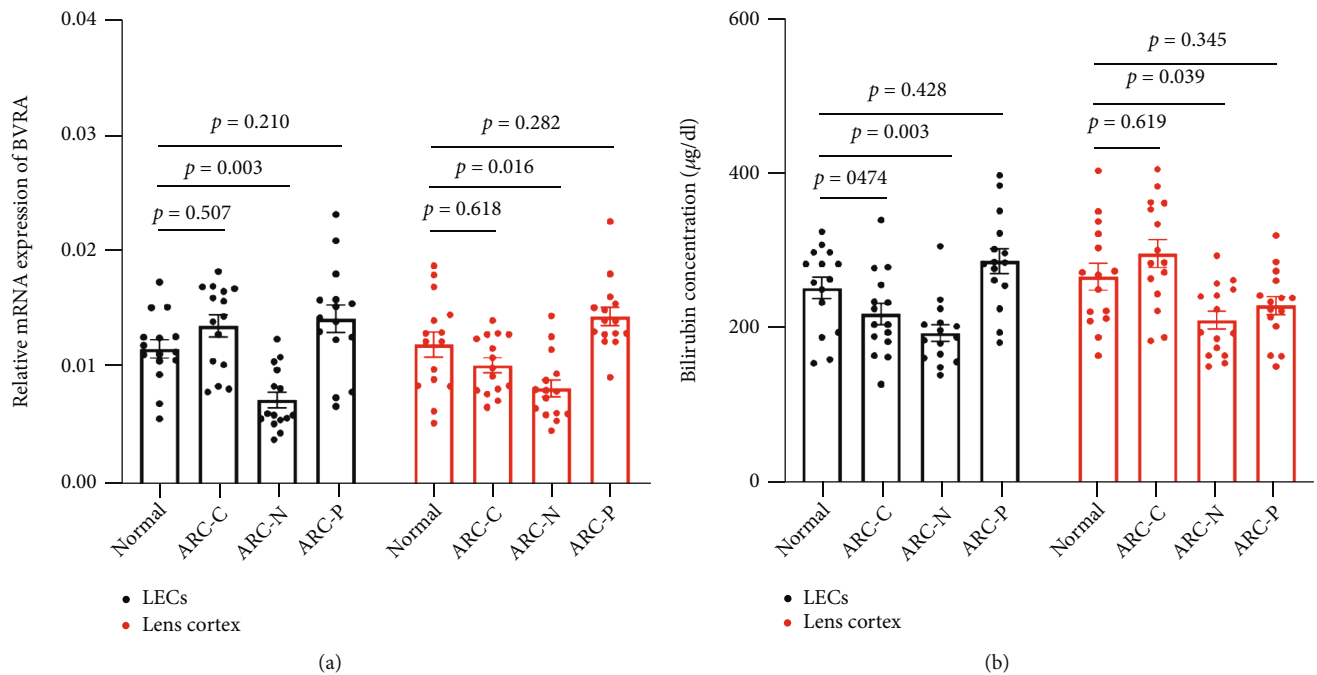 0.04
0.03
0.02
0.01
0.00
Relative mRNA expression of BVRA
p = 0.210
p = 0.003
p = 0.507
p = 0.282
p = 0.016
p = 0.618
Normal
ARC-C
ARC-N
ARC-P
Normal
ARC-C
ARC-N
ARC-P
LECs
Lens cortex
(a)
600
400
200
0
Bilirubin concentration (μg/dl)
p = 0.428
p = 0.003
p = 0474
p = 0.345
p = 0.039
p = 0.619
Normal
ARC-C
ARC-N
ARC-P
Normal
ARC-C
ARC-N
ARC-P
LECs
Lens cortex
(b)